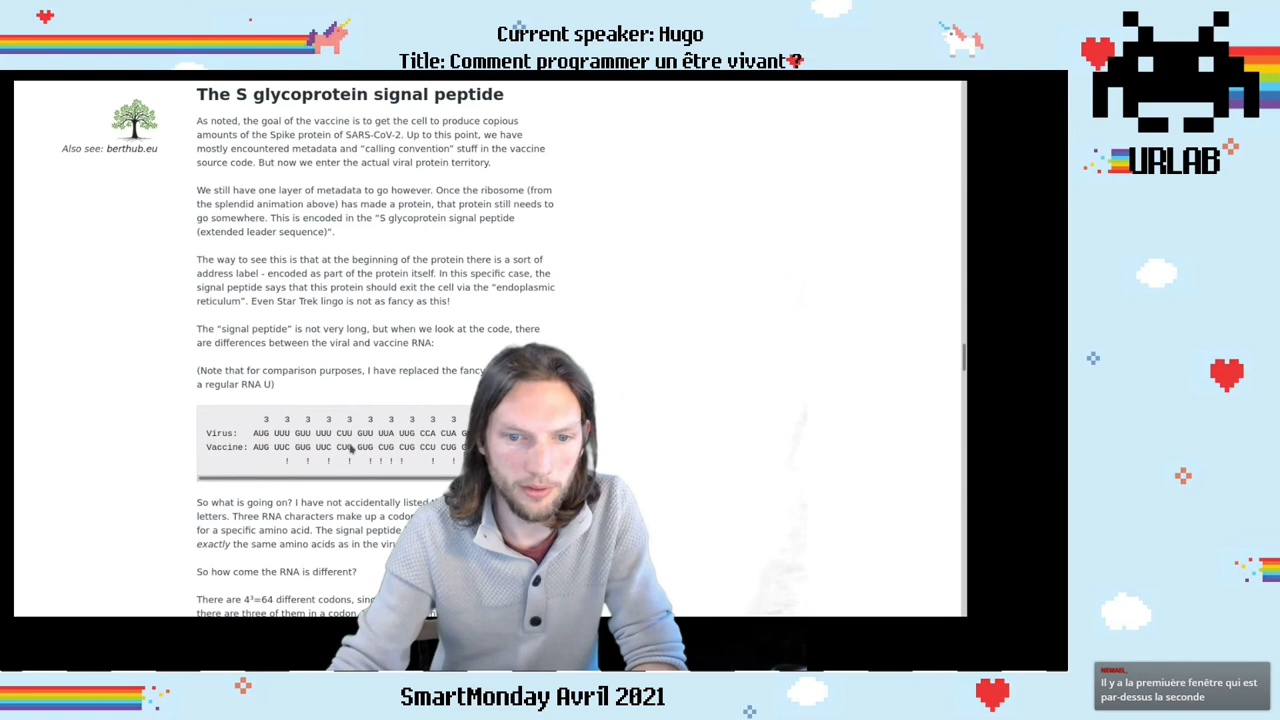 Current speaker: Hugo
Title: Comment programmer un être vivant ?
URLAB
The S glycoprotein signal peptide
Also see: berthub.eu
As noted, the goal of the vaccine is to get the cell to produce copious
amounts of the Spike protein of SARS-CoV-2. Up to this point, we have
mostly encountered metadata and “calling convention” stuff in the vaccine
source code. But now we enter the actual viral protein territory.
We still have one layer of metadata to go however. Once the ribosome (from
the splendid animation above) has made a protein, that protein still needs to
go somewhere. This is encoded in the “S glycoprotein signal peptide
(extended leader sequence)”.
The way to see this is that at the beginning of the protein there is a sort of
address label - encoded as part of the protein itself. In this specific case, the
signal peptide says that this protein should exit the cell via the “endoplasmic
reticulum”. Even Star Trek lingo is not as fancy as this!
The “signal peptide” is not very long, but when we look at the code, there
are differences between the viral and vaccine RNA:
(Note that for comparison purposes, I have replaced the fancy
a regular RNA U)
3 3 3 3 3 3 3 3 3 3
Virus: AUG UUU GUU UUU CUU GUU UUA UUG CCA CUA G
Vaccine: AUG UUC GUG UUC CUG GUG CUG CUG CCU CUG G
! ! ! ! ! ! ! ! ! !
So what is going on? I have not accidentally listed
letters. Three RNA characters make up a codon
for a specific amino acid. The signal peptide
exactly the same amino acids as in the
So how come the RNA is different?
There are 4³=64 different codons,
there are three of them in a codon.
SmartMonday Avril 2021
NEMAEL_
Il y a la premiuère fenêtre qui est
par-dessus la seconde